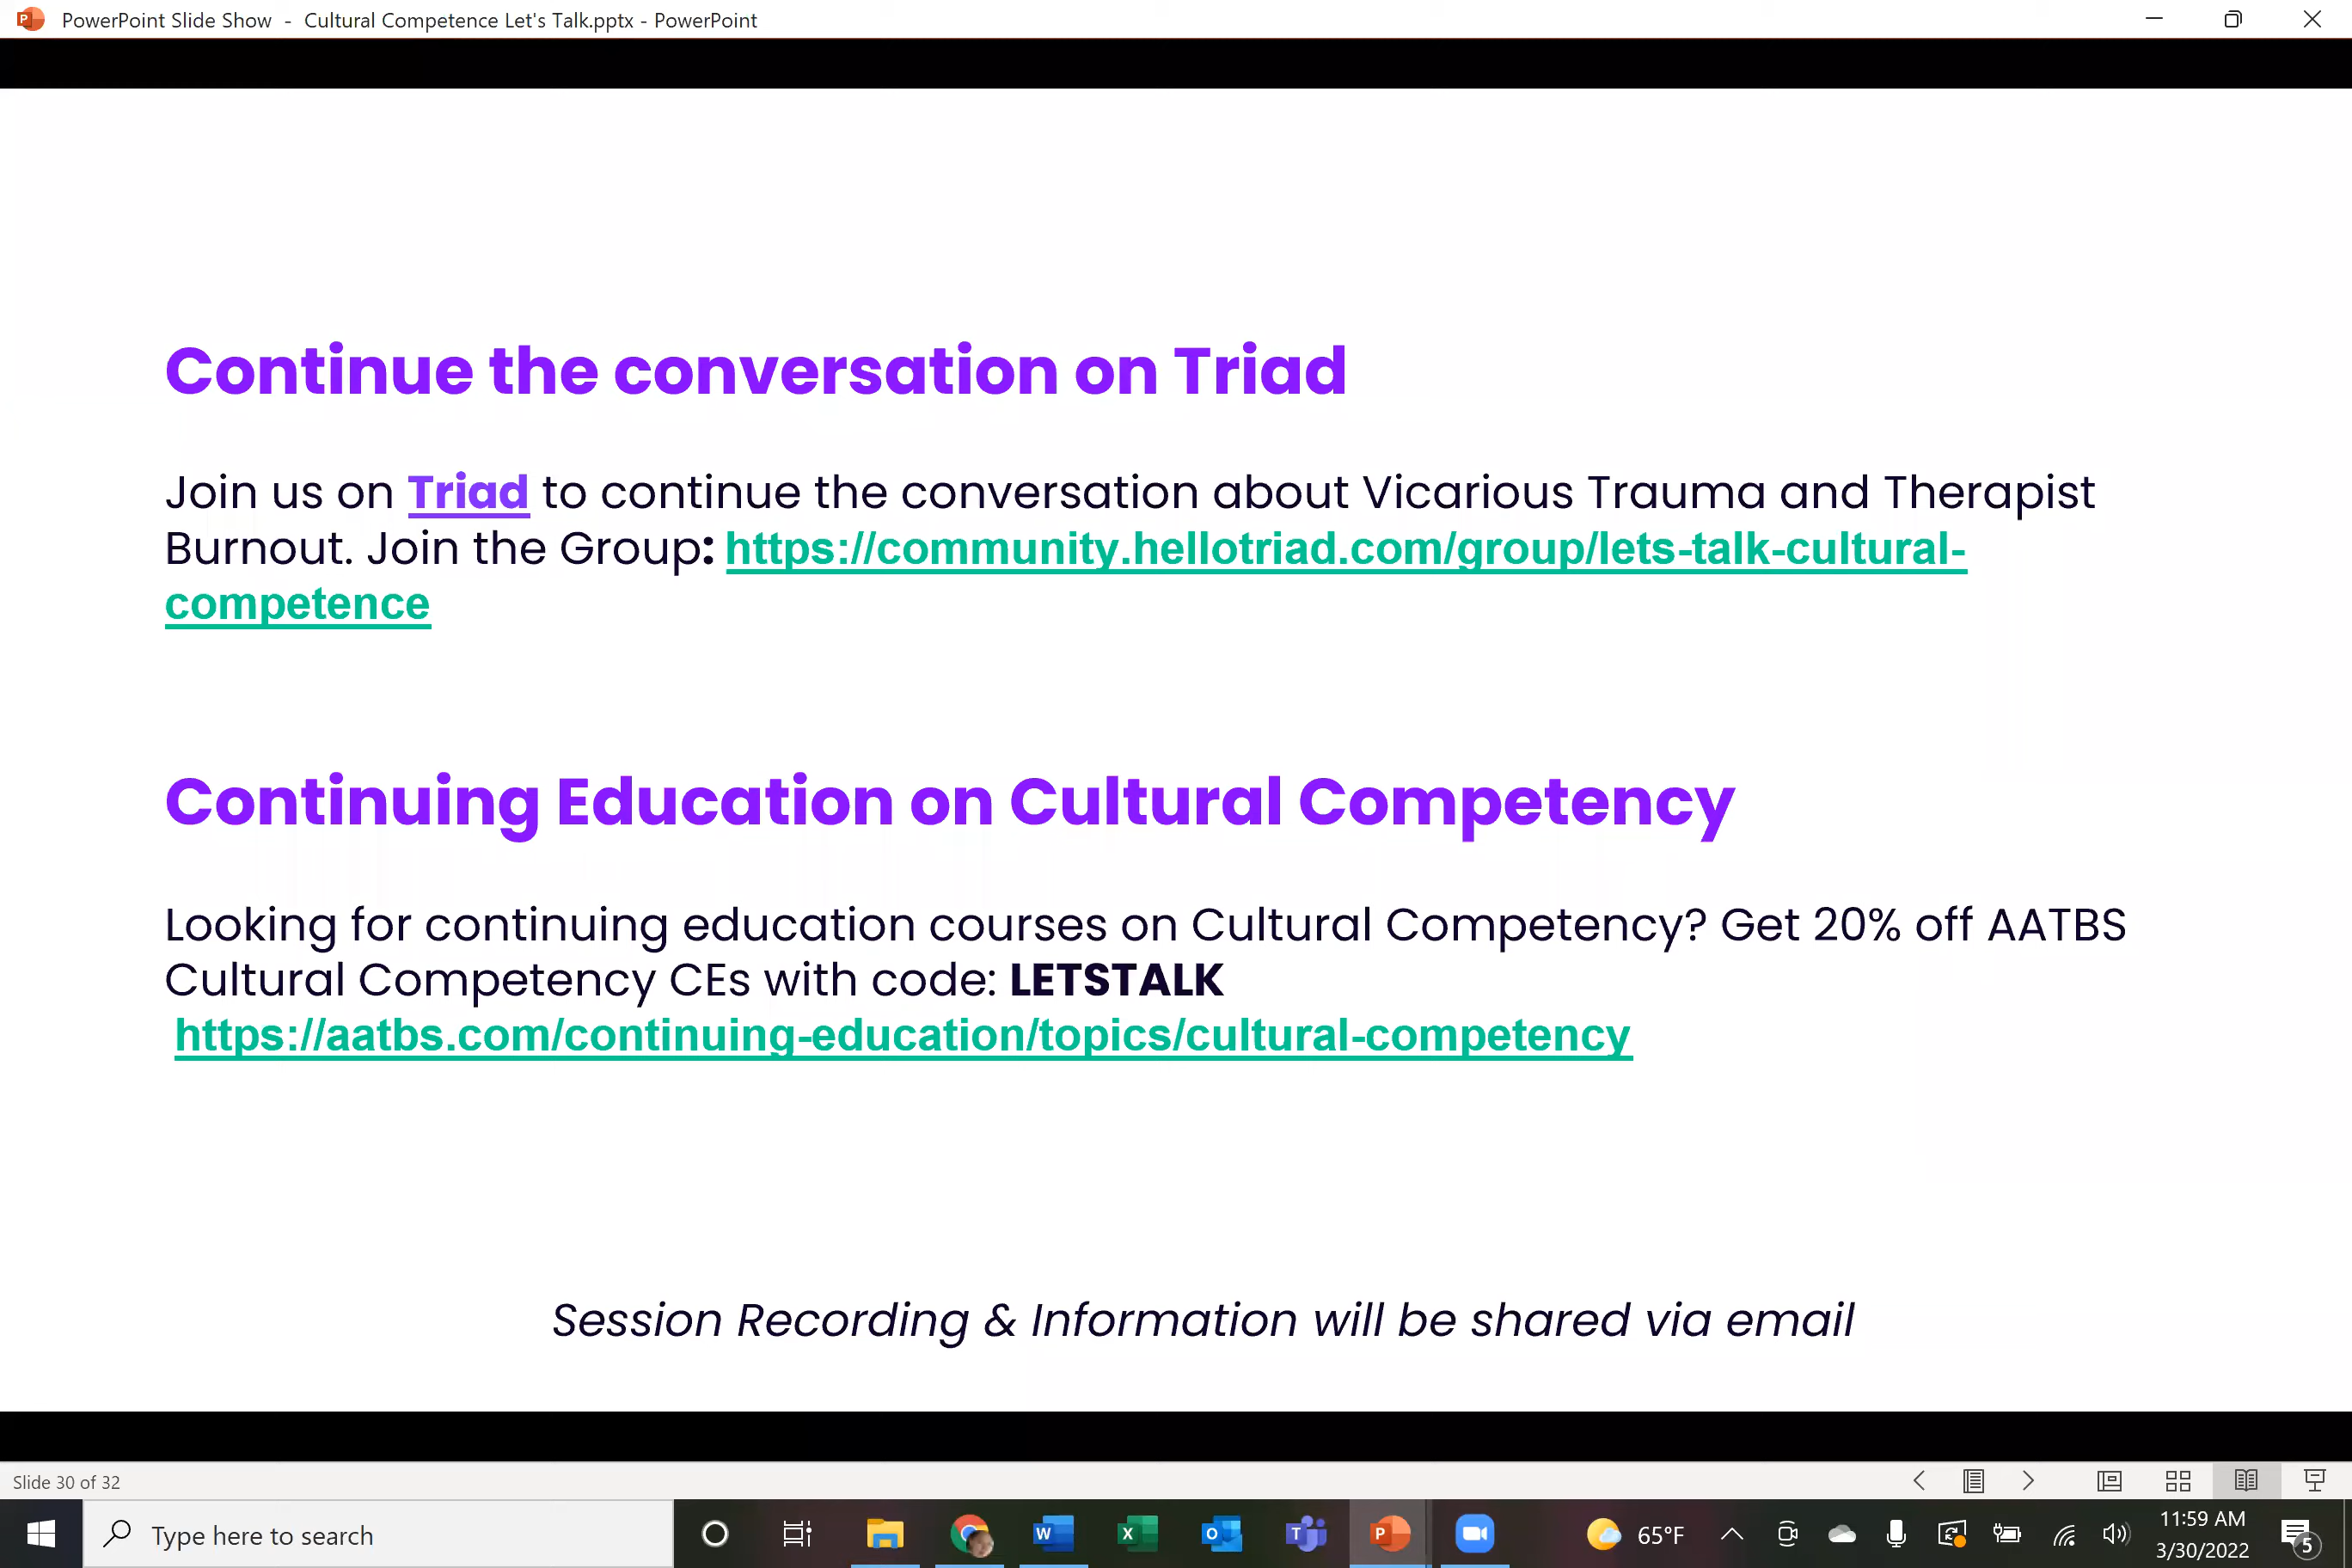 PowerPoint Slide Show - Cultural Competence Let's Talk.pptx - PowerPoint
Continue the conversation on Triad
Join us on Triad to continue the conversation about Vicarious Trauma and Therapist
Burnout. Join the Group: https://community.hellotriad.com/group/lets-talk-cultural-
competence
Continuing Education on Cultural Competency
Looking for continuing education courses on Cultural Competency? Get 20% off AATBS
Cultural Competency CEs with code: LETSTALK
https://aatbs.com/continuing-education/topics/cultural-competency
Session Recording & Information will be shared via email
Slide 30 of 32
Type here to search
65°F
11:59 AM
3/30/2022
5